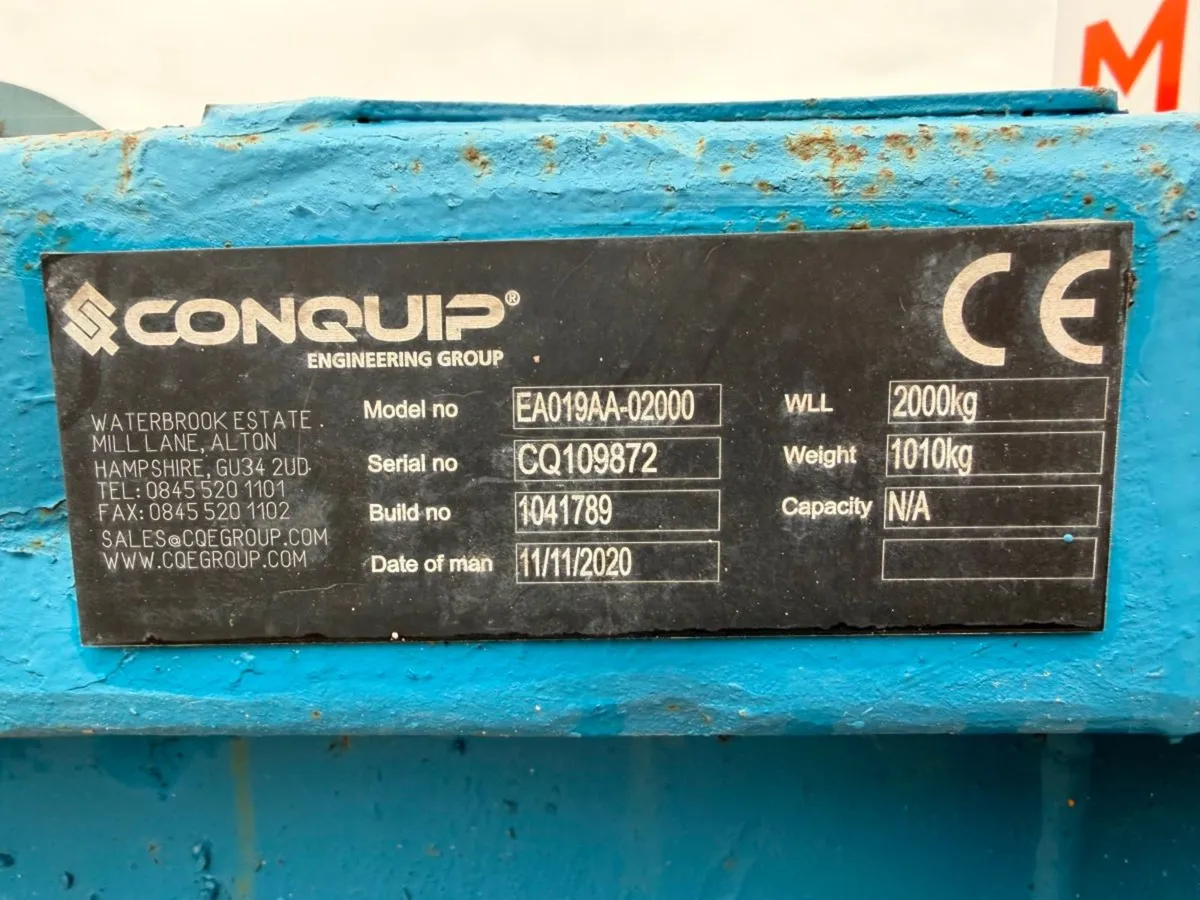 M
CONQUIP®
ENGINEERING GROUP
CE
WATERBROOK ESTATE
MILL LANE, ALTON
HAMPSHIRE, GU34 2UD
TEL: 0845 520 1101
FAX: 0845 520 1102
SALES@CQEGROUP.COM
WWW.CQEGROUP.COM
Model no EA019AA-02000
Serial no CQ109872
Build no 1041789
Date of man 11/11/2020
WLL 2000kg
Weight 1010kg
Capacity N/A